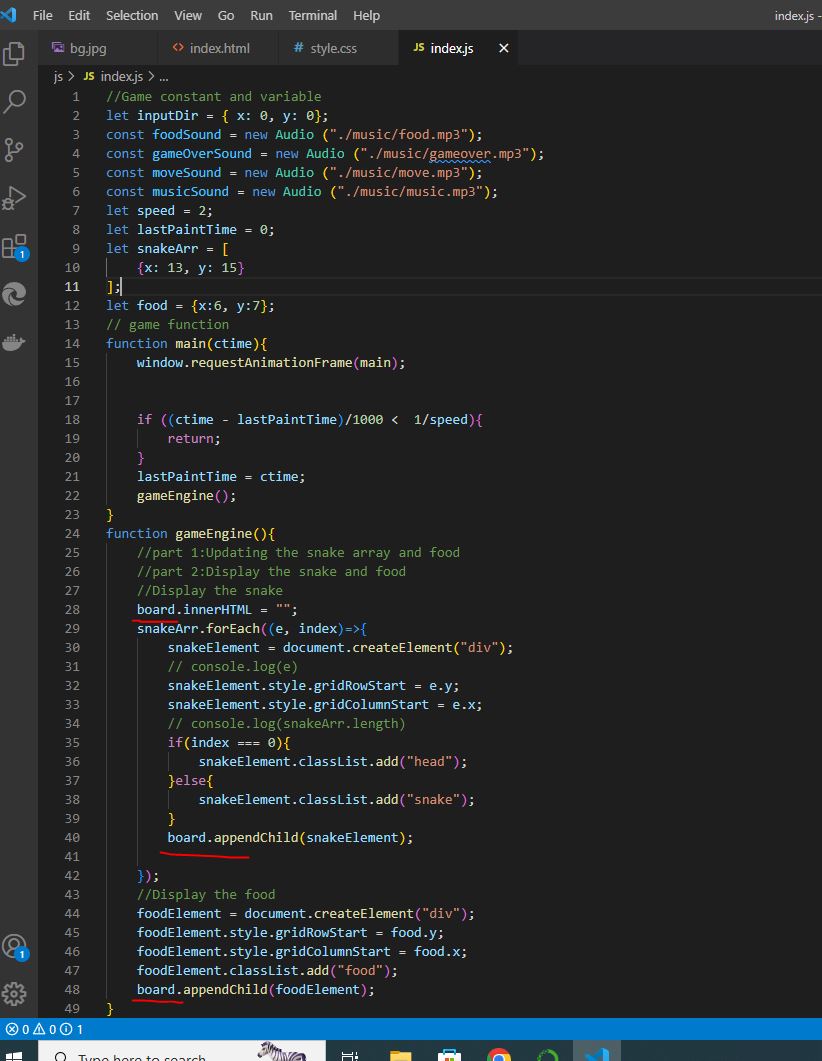 File Edit Selection View Go Run Terminal Help index.js -
bg.jpg <> index.html # style.css JS index.js ×
js > JS index.js > ...
1 //Game constant and variable
2 let inputDir = { x: 0, y: 0};
3 const foodSound = new Audio ("./music/food.mp3");
4 const gameOverSound = new Audio ("./music/gameover.mp3");
5 const moveSound = new Audio ("./music/move.mp3");
6 const musicSound = new Audio ("./music/music.mp3");
7 let speed = 2;
8 let lastPaintTime = 0;
9 let snakeArr = [
10     {x: 13, y: 15}
11 ];
12 let food = {x:6, y:7};
13 // game function
14 function main(ctime){
15     window.requestAnimationFrame(main);
16
17
18     if ((ctime - lastPaintTime)/1000 <  1/speed){
19         return;
20     }
21     lastPaintTime = ctime;
22     gameEngine();
23 }
24 function gameEngine(){
25     //part 1:Updating the snake array and food
26     //part 2:Display the snake and food
27     //Display the snake
28     board.innerHTML = "";
29     snakeArr.forEach((e, index)=>{
30         snakeElement = document.createElement("div");
31         // console.log(e)
32         snakeElement.style.gridRowStart = e.y;
33         snakeElement.style.gridColumnStart = e.x;
34         // console.log(snakeArr.length)
35         if(index === 0){
36             snakeElement.classList.add("head");
37         }else{
38             snakeElement.classList.add("snake");
39         }
40         board.appendChild(snakeElement);
41
42     });
43     //Display the food
44     foodElement = document.createElement("div");
45     foodElement.style.gridRowStart = food.y;
46     foodElement.style.gridColumnStart = food.x;
47     foodElement.classList.add("food");
48     board.appendChild(foodElement);
49 }
1
1
0 0 1
Type here to search